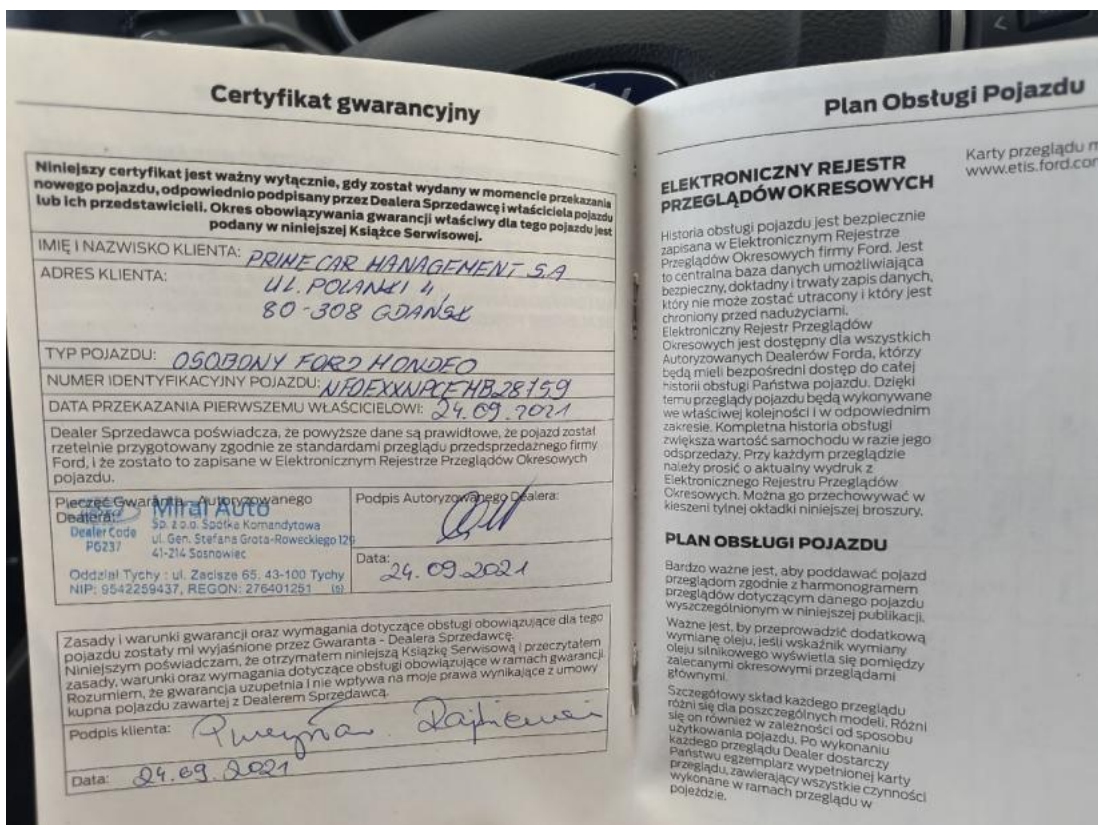 Certyfikat gwarancyjny
Niniejszy certyfikat jest ważny wyłącznie, gdy został wydany w momencie przekazania
nowego pojazdu, odpowiednio podpisany przez Dealera Sprzedawcę i właściciela pojazdu
lub ich przedstawicieli. Okres obowiązywania gwarancji właściwy dla tego pojazdu jest
podany w niniejszej Książce Serwisowej.
IMIĘ I NAZWISKO KLIENTA: PRIME CAR MANAGEMENT S.A
ADRES KLIENTA: UL. POLANKI 4
80-308 GDAŃSK
TYP POJAZDU: OSOBOWY FORD MONDEO
NUMER IDENTYFIKACYJNY POJAZDU:
DATA PRZEKAZANIA PIERWSZEMU WŁAŚCICIELOWI: 24.09.2021
Dealer Sprzedawca poświadcza, że powyższe dane są prawidłowe, że pojazd został
rzetelnie przygotowany zgodnie ze standardami przeglądu przedsprzedażnego firmy
Ford, i że zostało to zapisane w Elektronicznym Rejestrze Przeglądów Okresowych
pojazdu.
Pieczęć Gwaranta - Autoryzowanego
Dealera:
Mirai Auto
Sp. z o.o. Spółka Komandytowa
Dealer Code
PG237
ul. Gen. Stefana Grota-Roweckiego 129
41-214 Sosnowiec
Oddział Tychy : ul. Zacisze 65, 43-100 Tychy
NIP: 9542259437, REGON: 276401251 (5)
Podpis Autoryzowanego Dealera:
Data: 24.09.2021
Zasady i warunki gwarancji oraz wymagania dotyczące obsługi obowiązujące dla tego
pojazdu zostały mi wyjaśnione przez Gwaranta - Dealera Sprzedawcę.
Niniejszym poświadczam, że otrzymałem niniejszą Książkę Serwisową i przeczytałem
zasady, warunki oraz wymagania dotyczące obsługi obowiązujące w ramach gwarancji.
Rozumiem, że gwarancja uzupełnia i nie wpływa na moje prawa wynikające z umowy
kupna pojazdu zawartej z Dealerem Sprzedawcą.
Podpis klienta:
Data: 24.09.2021
Plan Obsługi Pojazdu
ELEKTRONICZNY REJESTR
PRZEGLĄDÓW OKRESOWYCH
Historia obsługi pojazdu jest bezpiecznie
zapisana w Elektronicznym Rejestrze
Przeglądów Okresowych firmy Ford. Jest
to centralna baza danych umożliwiająca
bezpieczny, dokładny i trwały zapis danych,
który nie może zostać utracony i który jest
chroniony przed nadużyciami.
Elektroniczny Rejestr Przeglądów
Okresowych jest dostępny dla wszystkich
Autoryzowanych Dealerów Forda, którzy
będą mieli bezpośredni dostęp do całej
historii obsługi Państwa pojazdu. Dzięki
temu przeglądy pojazdu będą wykonywane
we właściwej kolejności i w odpowiednim
zakresie. Kompletna historia obsługi
zwiększa wartość samochodu w razie jego
odsprzedaży. Przy każdym przeglądzie
należy prosić o aktualny wydruk z
Elektronicznego Rejestru Przeglądów
Okresowych. Można go przechowywać w
kieszeni tylnej okładki niniejszej broszury.
PLAN OBSŁUGI POJAZDU
Bardzo ważne jest, aby poddawać pojazd
przeglądom zgodnie z harmonogramem
przeglądów dotyczącym danego pojazdu
wyszczególnionym w niniejszej publikacji.
Ważne jest, by przeprowadzić dodatkową
wymianę oleju, jeśli wskaźnik wymiany
oleju silnikowego wyświetla się pomiędzy
zalecanymi okresowymi przeglądami
głównymi.
Szczegółowy skład każdego przeglądu
różni się dla poszczególnych modeli. Różni
się on również w zależności od sposobu
użytkowania pojazdu. Po wykonaniu
każdego przeglądu Dealer dostarczy
Państwu egzemplarz wypełnionej karty
przeglądu, zawierający wszystkie czynności
wykonane w ramach przeglądu w
pojeździe.
Karty przeglądu
www.etis.ford.co